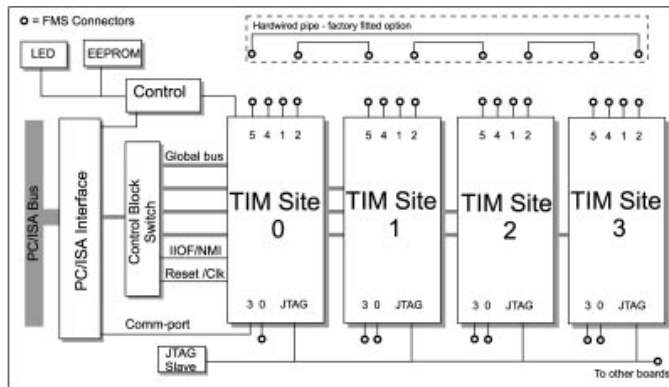 = FMS Connectors
Hardwired pipe - factory fitted option
LED
EEPROM
Control
5 4 1 2
5 4 1 2
5 4 1 2
5 4 1 2
PC/ISA Bus
PC/ISA Interface
Control Block
Switch
Global bus
IIOF/NMI
Reset /Clk
Comm-port
TIM Site
0
TIM Site
1
TIM Site
2
TIM Site
3
3 0 JTAG
3 0 JTAG
3 0 JTAG
3 0 JTAG
JTAG
Slave
To other boards